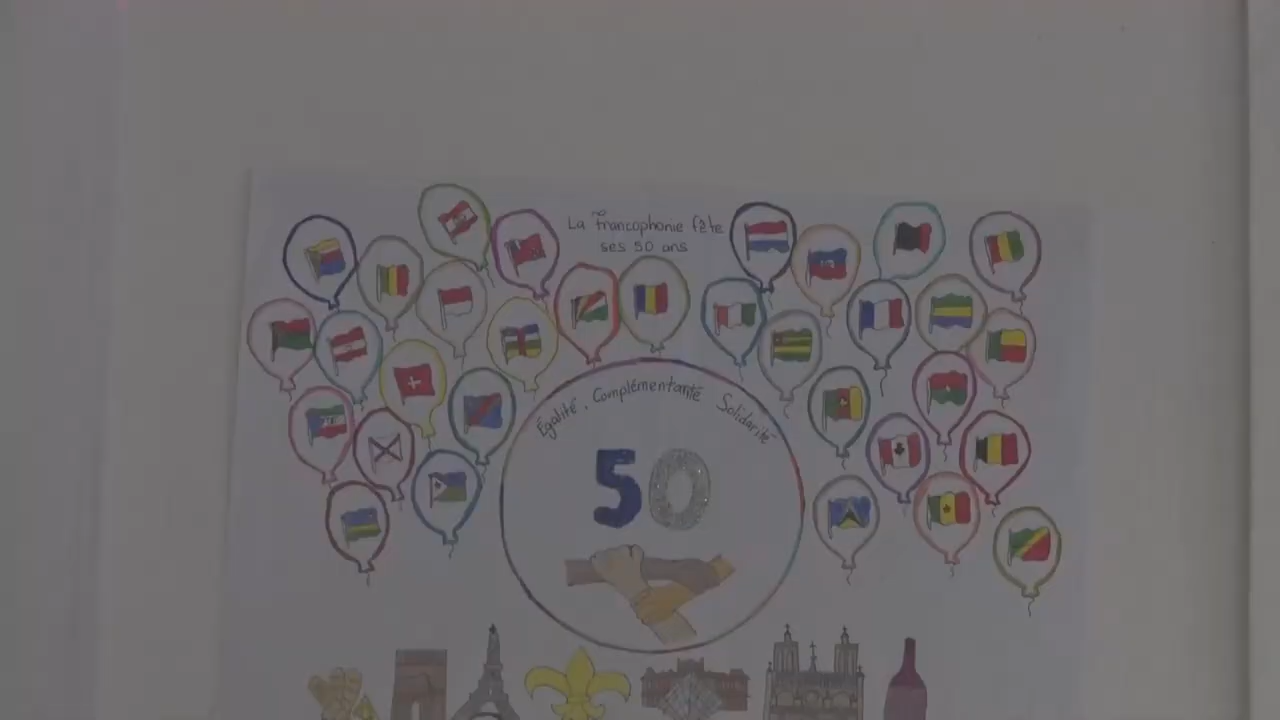 La Francophonie fête
ses 50 ans
Égalité, Complémentarité Solidarité
50